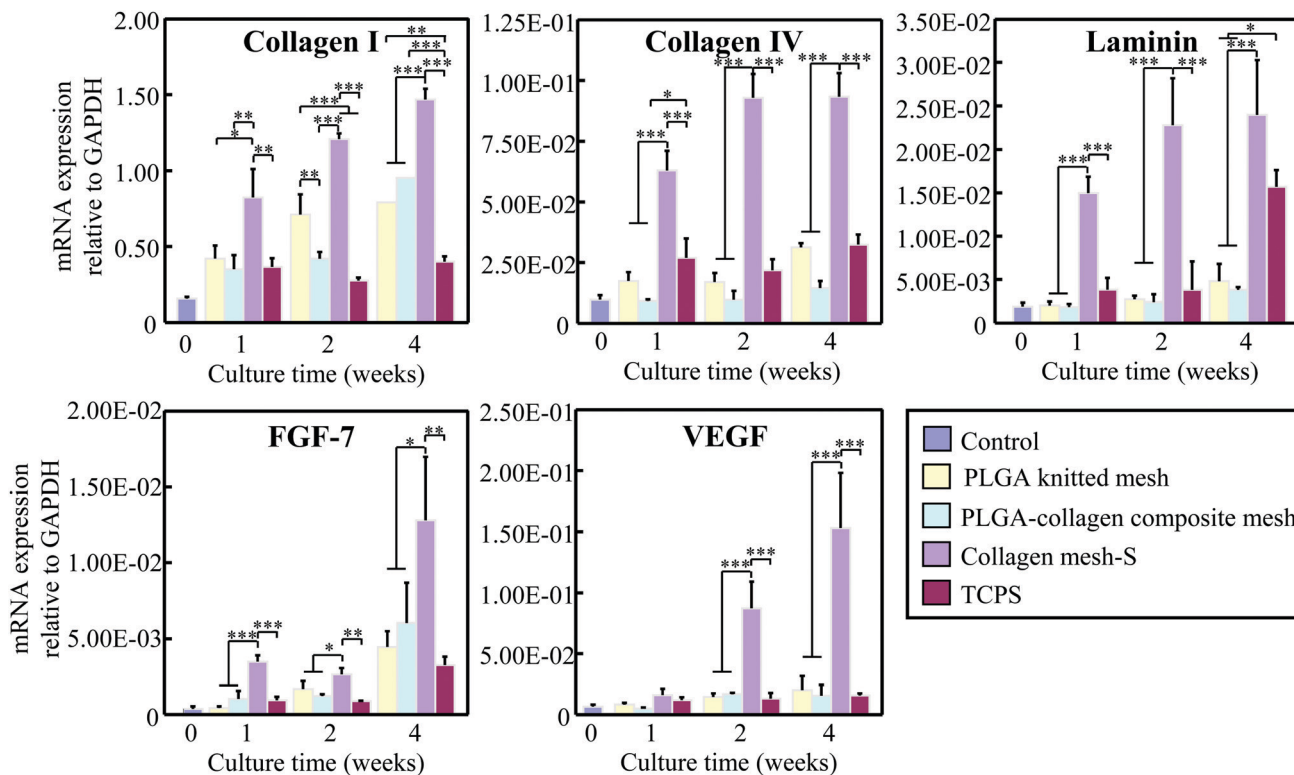 Collagen I
mRNA expression
relative to GAPDH
2.00
1.50
1.00
0.50
0
** 
***
***
***
***
***
***
**
*
**
**
0 1 2 4
Culture time (weeks)
Collagen IV
1.25E-01
1.00E-01
7.50E-02
5.00E-02
2.50E-02
0
*** *** *** ***
*
***
***
0 1 2 4
Culture time (weeks)
Laminin
3.50E-02
3.00E-02
2.50E-02
2.00E-02
1.50E-02
1.00E-02
5.00E-03
0
*
***
*** ***
*** ***
0 1 2 4
Culture time (weeks)
FGF-7
mRNA expression
relative to GAPDH
2.00E-02
1.50E-02
1.00E-02
5.00E-03
0
* **
*** ***
* **
0 1 2 4
Culture time (weeks)
VEGF
2.50E-01
2.00E-01
1.50E-01
1.00E-01
5.00E-02
0
*** ***
*** ***
0 1 2 4
Culture time (weeks)
Control
PLGA knitted mesh
PLGA-collagen composite mesh
Collagen mesh-S
TCPS